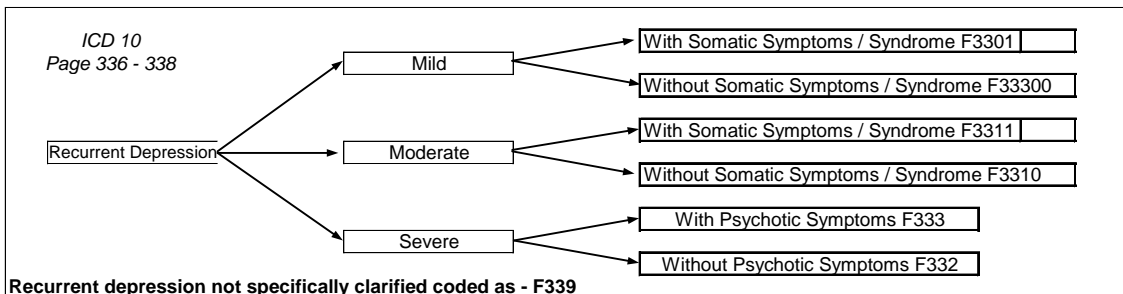 ICD 10
Page 336 - 338
Recurrent Depression
Mild
With Somatic Symptoms / Syndrome F3301
Without Somatic Symptoms / Syndrome F33300
Moderate
With Somatic Symptoms / Syndrome F3311
Without Somatic Symptoms / Syndrome F3310
Severe
With Psychotic Symptoms F333
Without Psychotic Symptoms F332
Recurrent depression not specifically clarified coded as - F339